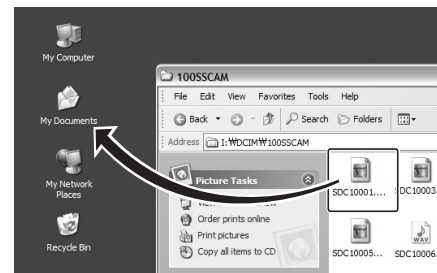 My Computer
My Documents
My Network
Places
Recycle Bin
100SSCAM
File Edit View Favorites Tools Help
Back Search Folders
Address I:₩DCIM₩100SSCAM
Picture Tasks
Order prints online
Print pictures
Copy all items to CD
SDC10001....
SDC10003.
SDC10005...
SDC10006.
WAV